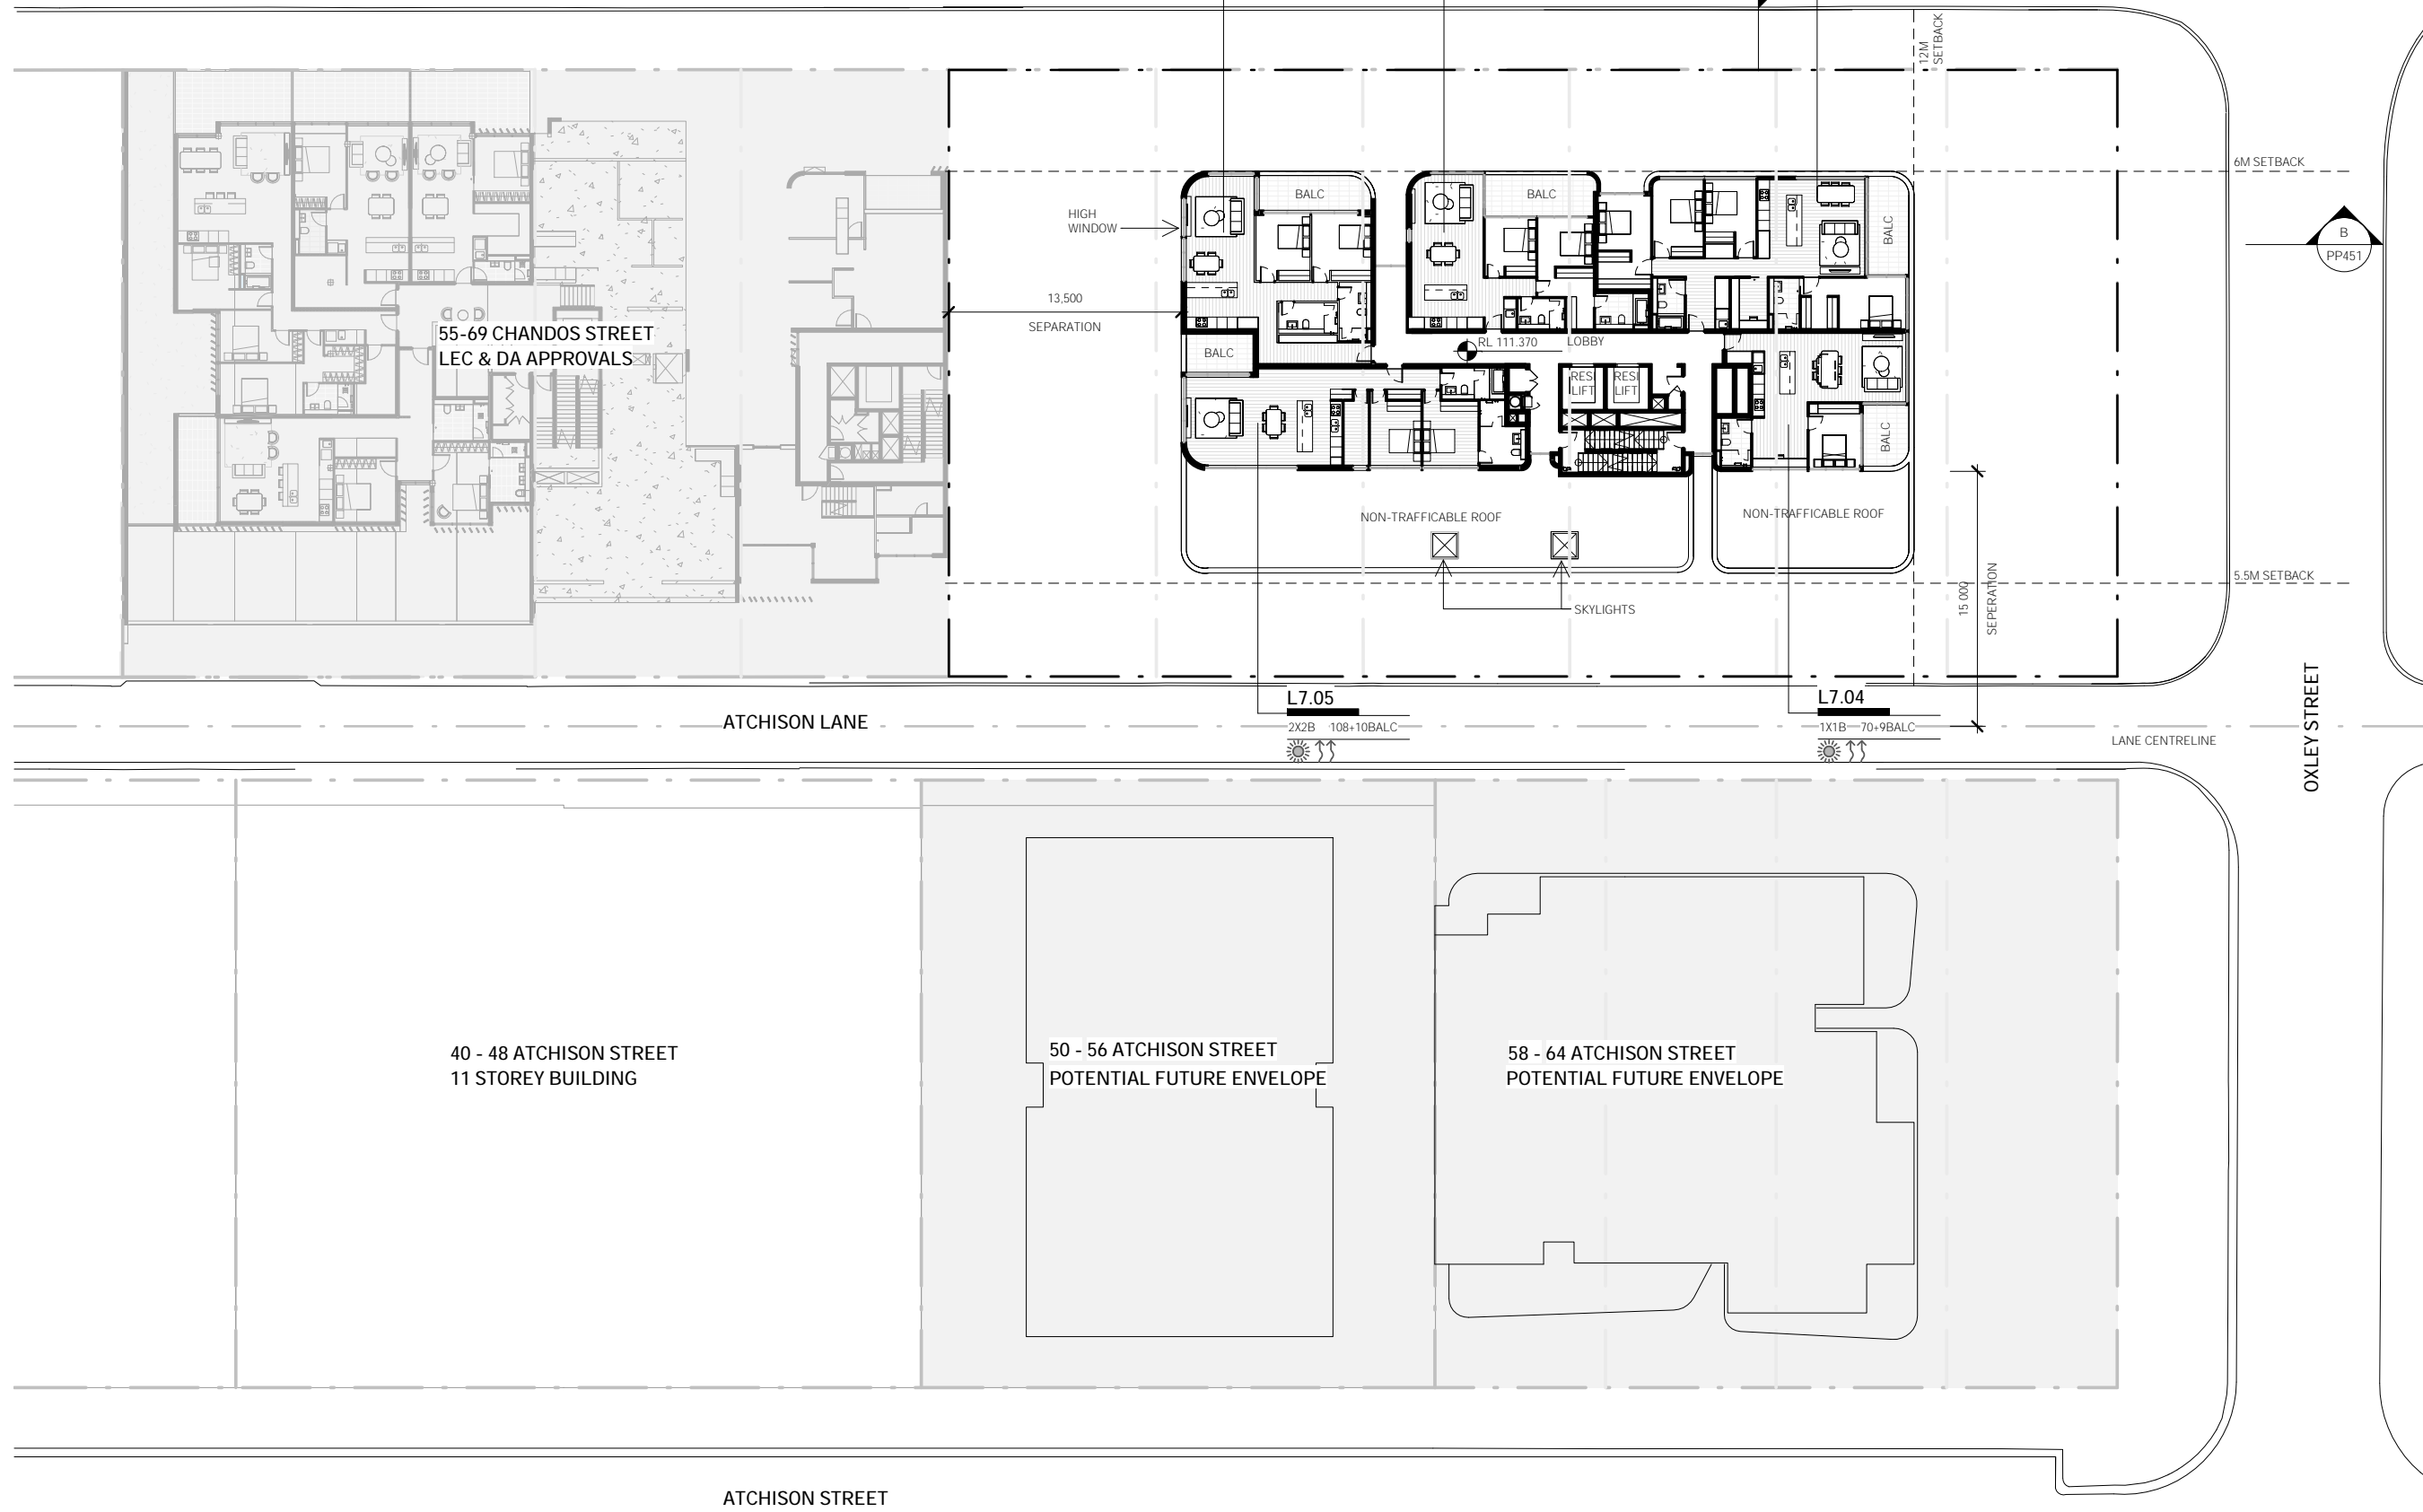 12M
SETBACK
6M SETBACK
BALC
BALC
BALC
HIGH
WINDOW
B
PP451
13,500
SEPARATION
55-69 CHANDOS STREET
LEC & DA APPROVALS
RL 111.370
LOBBY
BALC
RESI
LIFT
RESI
LIFT
BALC
NON-TRAFFICABLE ROOF
NON-TRAFFICABLE ROOF
5.5M SETBACK
15 000
SEPERATION
SKYLIGHTS
L7.05
2X2B 108+10BALC
L7.04
1X1B 70+9BALC
ATCHISON LANE
LANE CENTRELINE
OXLEY STREET
40 - 48 ATCHISON STREET
11 STOREY BUILDING
50 - 56 ATCHISON STREET
POTENTIAL FUTURE ENVELOPE
58 - 64 ATCHISON STREET
POTENTIAL FUTURE ENVELOPE
ATCHISON STREET